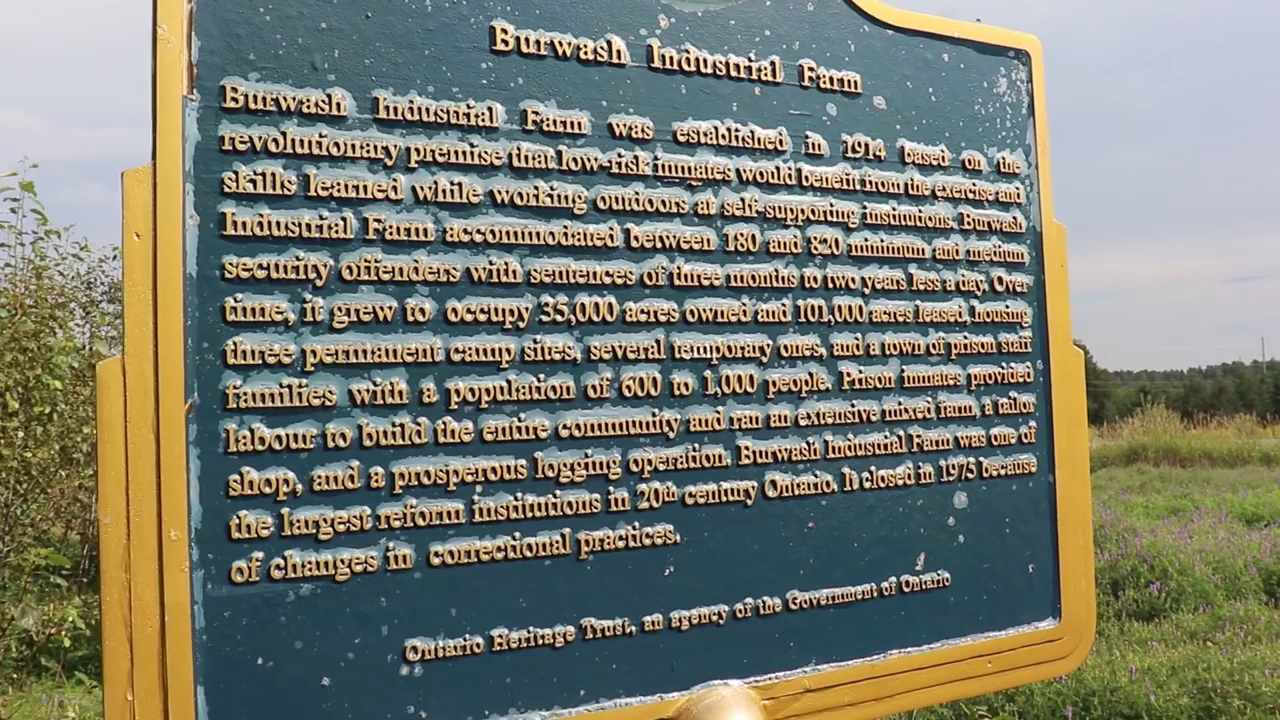 Burwash Industrial Farm
Burwash Industrial Farm was established in 1914 based on the
revolutionary premise that low-risk inmates would benefit from the exercise and
skills learned while working outdoors at self-supporting institutions. Burwash
Industrial Farm accommodated between 180 and 820 minimum and medium
security offenders with sentences of three months to two years less a day. Over
time, it grew to occupy 35,000 acres owned and 101,000 acres leased, housing
three permanent camp sites, several temporary ones, and a town of prison staff
families with a population of 600 to 1,000 people. Prison inmates provided
labour to build the entire community and ran an extensive mixed farm, a tailor
shop, and a prosperous logging operation. Burwash Industrial Farm was one of
the largest reform institutions in 20th century Ontario. It closed in 1975 because
of changes in correctional practices.
Ontario Heritage Trust, an agency of the Government of Ontario